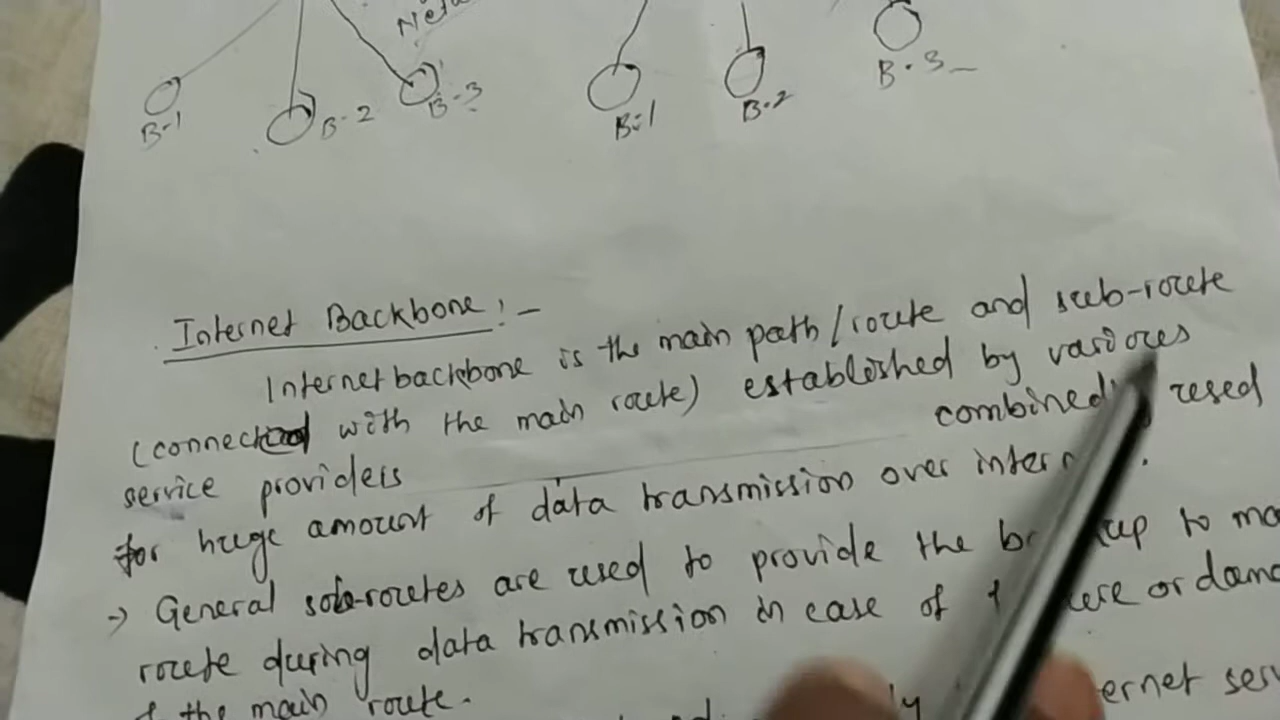 B-1
B-2
B-3
B-1
B-2
B-3
Internet Backbone :-
Internet backbone is the main path/route and sub-route
(connected with the main route) established by various
service providers combined used
for huge amount of data transmission over
-> General sub-routes are used to provide the to
route during data transmission in case of or
the main route.